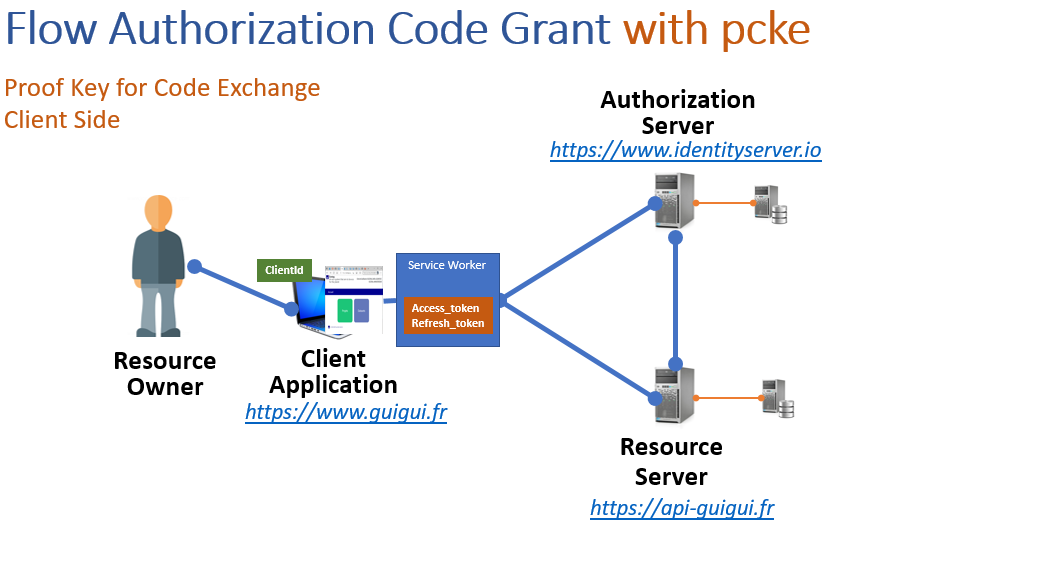 Flow Authorization Code Grant with pcke
Proof Key for Code Exchange
Client Side
Authorization
Server
https://www.identityserver.io
ClientId
Service Worker
Access_token
Refresh_token
Resource
Owner
Client
Application
https://www.guigui.fr
Resource
Server
https://api-guigui.fr